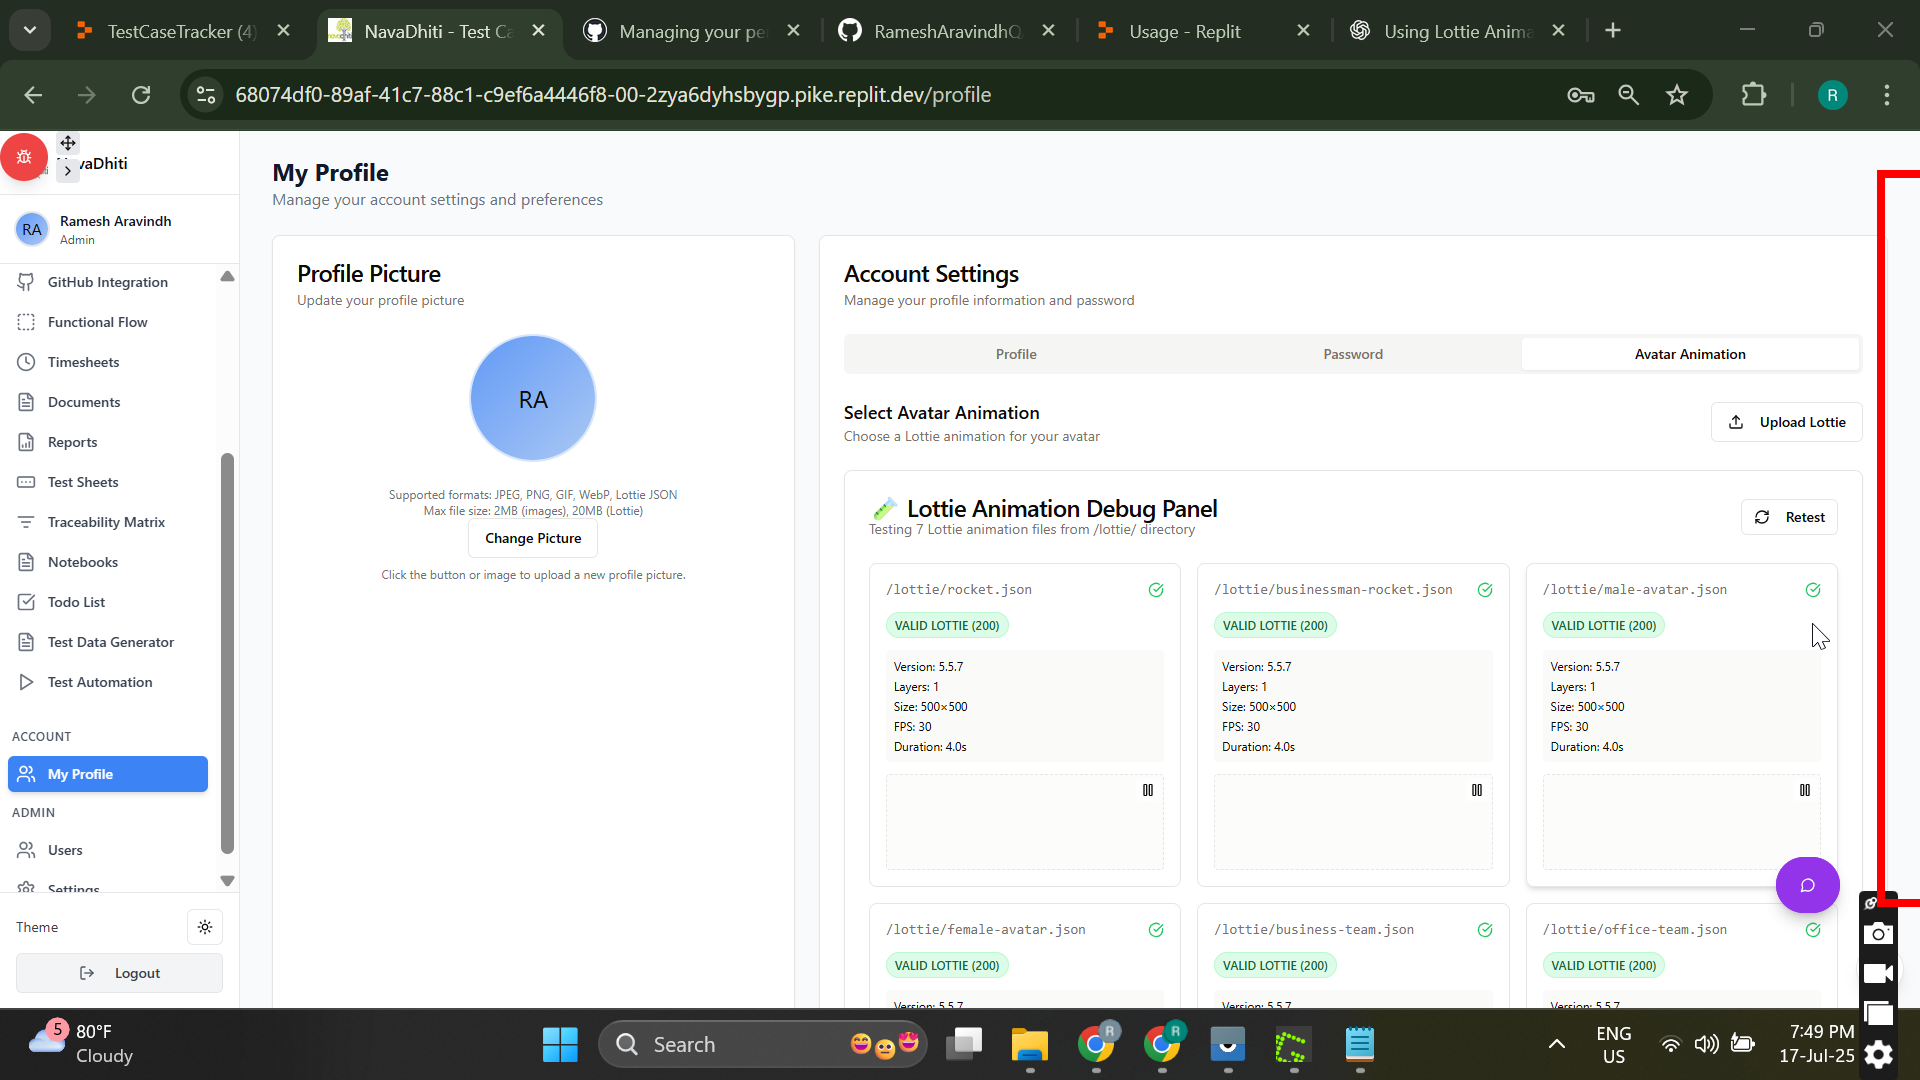 TestCaseTracker (4)
NavaDhiti - Test Ca
Managing your pe
RameshAravindhQ
Usage - Replit
Using Lottie Anima
68074df0-89af-41c7-88c1-c9ef6a4446f8-00-2zya6dyhsbygp.pike.replit.dev/profile
R
vaDhiti
RA
Ramesh Aravindh
Admin
GitHub Integration
Functional Flow
Timesheets
Documents
Reports
Test Sheets
Traceability Matrix
Notebooks
Todo List
Test Data Generator
Test Automation
ACCOUNT
My Profile
ADMIN
Users
Settings
Theme
Logout
My Profile
Manage your account settings and preferences
Profile Picture
Update your profile picture
RA
Supported formats: JPEG, PNG, GIF, WebP, Lottie JSON
Max file size: 2MB (images), 20MB (Lottie)
Change Picture
Click the button or image to upload a new profile picture.
Account Settings
Manage your profile information and password
Profile
Password
Avatar Animation
Select Avatar Animation
Choose a Lottie animation for your avatar
Upload Lottie
Lottie Animation Debug Panel
Testing 7 Lottie animation files from /lottie/ directory
Retest
/lottie/rocket.json
VALID LOTTIE (200)
Version: 5.5.7
Layers: 1
Size: 500×500
FPS: 30
Duration: 4.0s
/lottie/businessman-rocket.json
VALID LOTTIE (200)
Version: 5.5.7
Layers: 1
Size: 500×500
FPS: 30
Duration: 4.0s
/lottie/male-avatar.json
VALID LOTTIE (200)
Version: 5.5.7
Layers: 1
Size: 500×500
FPS: 30
Duration: 4.0s
/lottie/female-avatar.json
VALID LOTTIE (200)
Version: 5.5.7
/lottie/business-team.json
VALID LOTTIE (200)
Version: 5.5.7
/lottie/office-team.json
VALID LOTTIE (200)
Version: 5.5.7
5
80°F
Cloudy
Search
R
R
ENG
US
7:49 PM
17-Jul-25